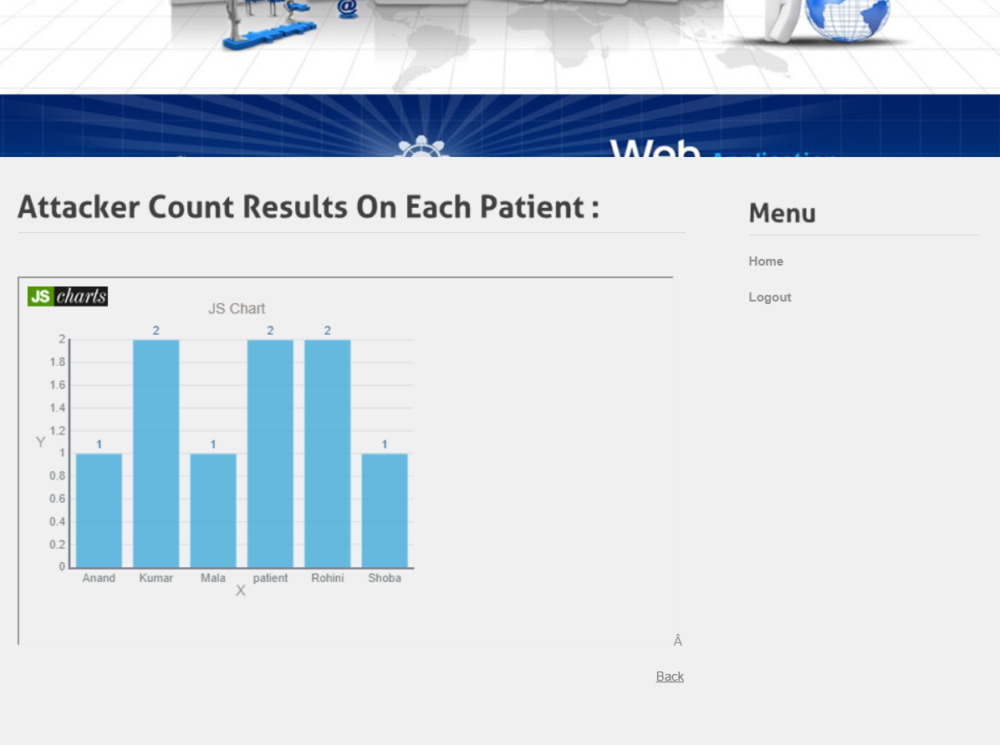 @
Web Application
Attacker Count Results On Each Patient :
Menu
Home
Logout
JS charts
JS Chart
2
1.8
1.6
1.4
1.2
1
0.8
0.6
0.4
0.2
0
Y
1
2
1
2
2
1
Anand Kumar Mala patient Rohini Shoba
X
Â
Back